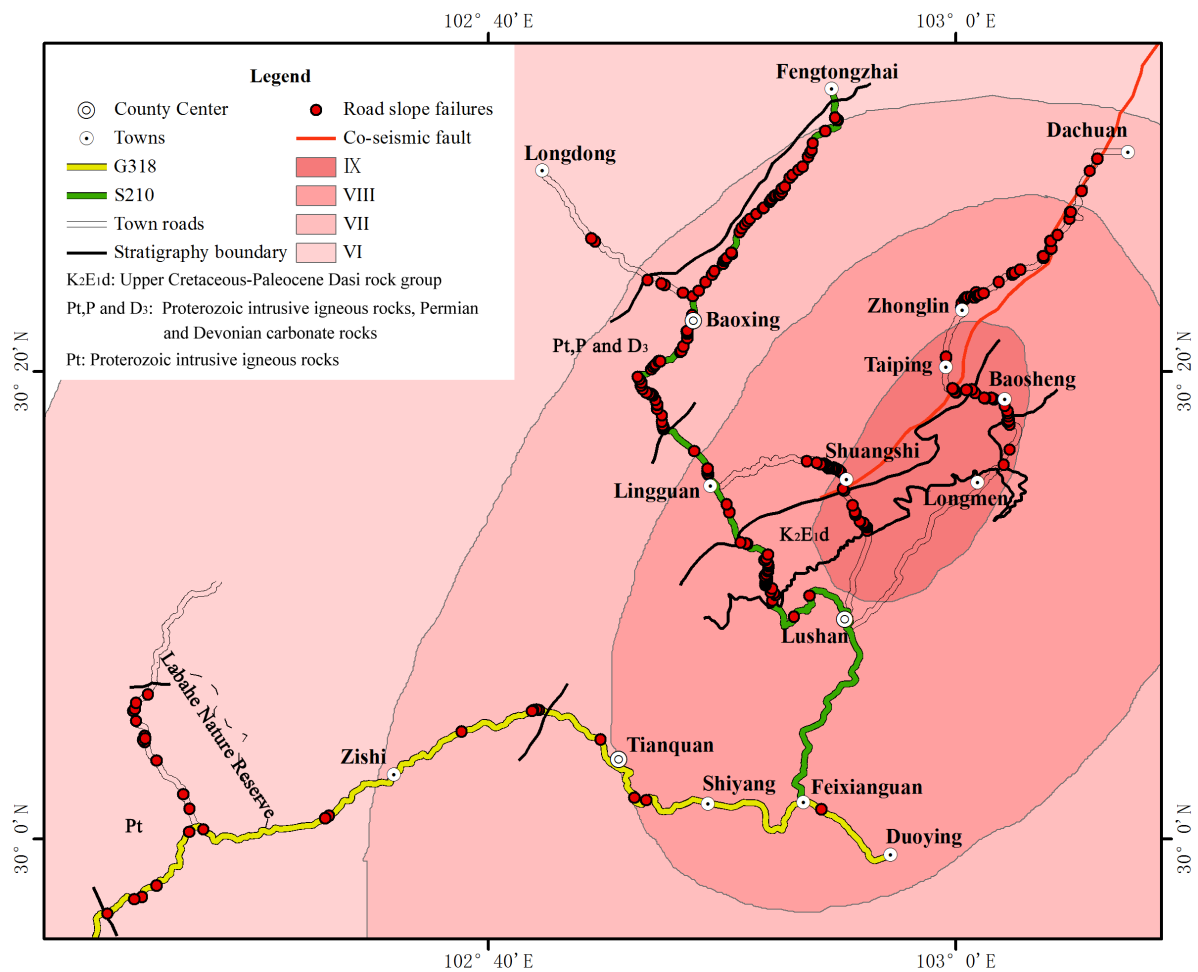 102° 40′E
103° 0′E
Legend
County Center
Road slope failures
Towns
Co-seismic fault
G318
IX
S210
VIII
Town roads
VII
Stratigraphy boundary
VI
K2E1d: Upper Cretaceous-Paleocene Dasi rock group
Pt,P and D3: Proterozoic intrusive igneous rocks, Permian
and Devonian carbonate rocks
Pt: Proterozoic intrusive igneous rocks
Fengtongzhai
Dachuan
Longdong
Zhonglin
Baoxing
Pt,P and D3
Taiping
Baosheng
30° 20′N
30° 20′N
Shuangshi
Lingguan
Longmen
K2E1d
Lushan
Labahe Nature Reserve
Tianquan
Zishi
Shiyang
Feixianguan
Pt
Duoying
30° 0′N
30° 0′N
102° 40′E
103° 0′E